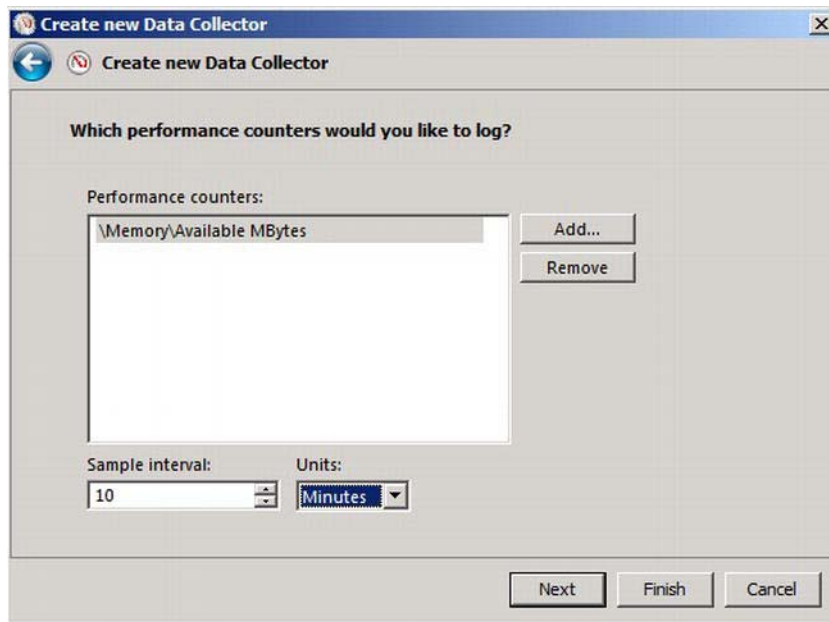 Create new Data Collector
Create new Data Collector
Which performance counters would you like to log?
Performance counters:
\Memory\Available MBytes
Add...
Remove
Sample interval:
Units:
10
Minutes
Next
Finish
Cancel